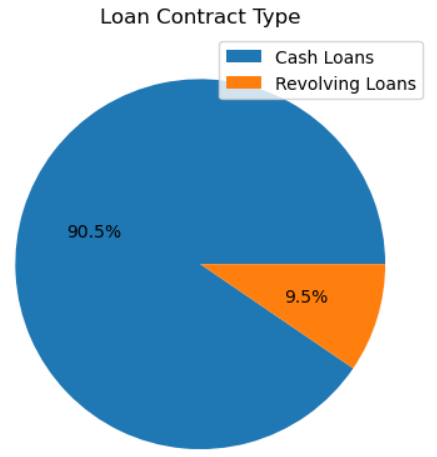 Loan Contract Type
Cash Loans
Revolving Loans
90.5%
9.5%